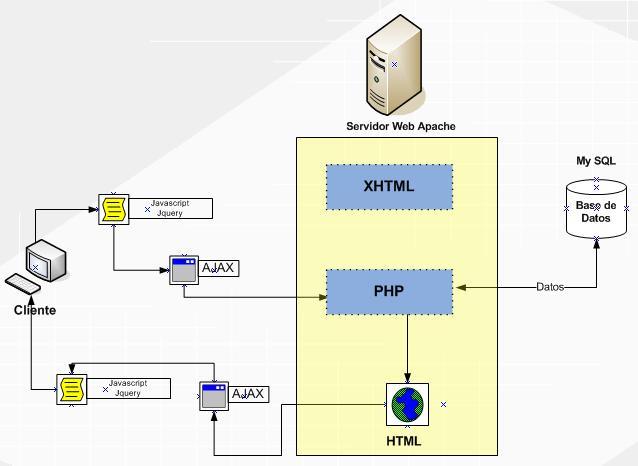 Servidor Web Apache
My SQL
XHTML
Javascript
Jquery
Base de
Datos
AJAX
PHP
Datos
Cliente
Javascript
Jquery
AJAX
HTML